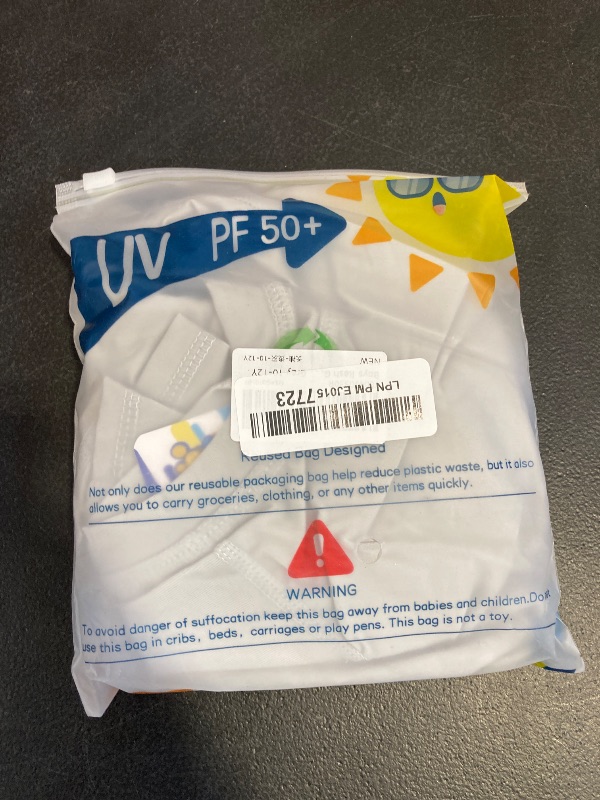 UV PF 50+
NEW
LPN PM EJ0157723
Reused Bag Designed
Not only does our reusable packaging bag help reduce plastic waste, but it also
allows you to carry groceries, clothing, or any other items quickly.
WARNING
To avoid danger of suffocation keep this bag away from babies and children.Do
use this bag in cribs, beds, carriages or play pens. This bag is not a toy.